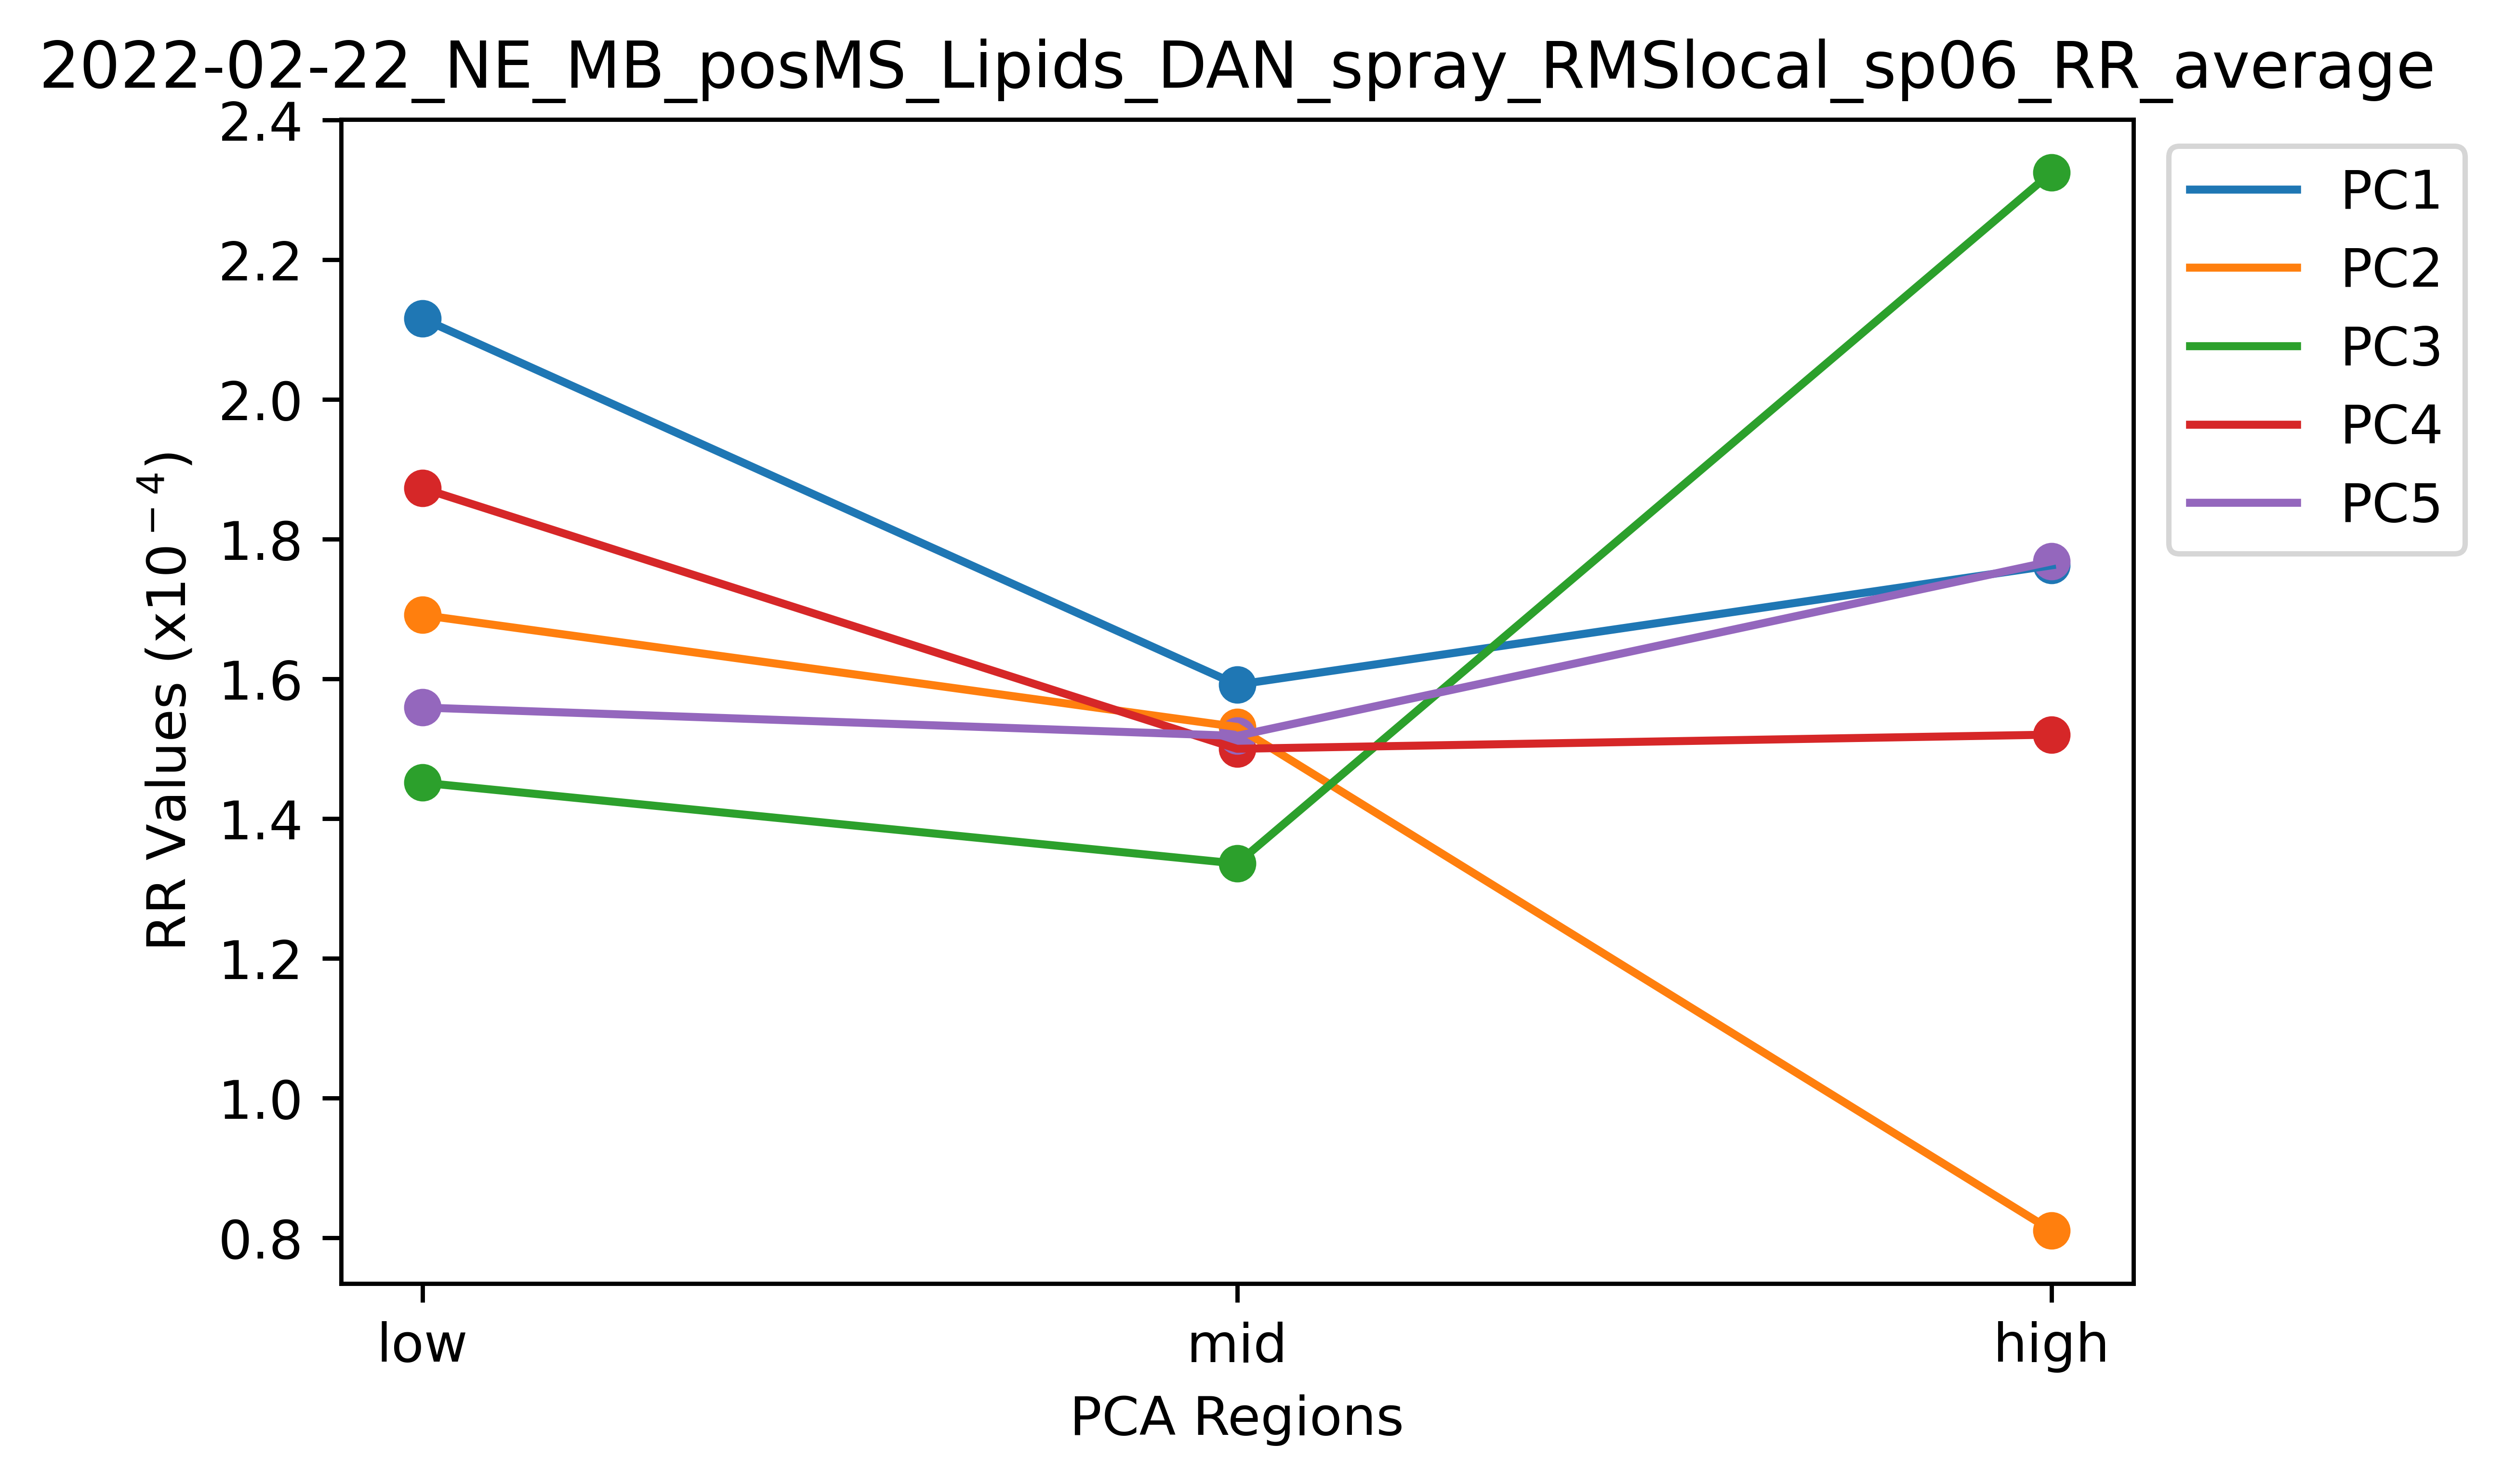 2022-02-22_NE_MB_posMS_Lipids_DAN_spray_RMSlocal_sp06_RR_average
2.4
2.2
2.0
1.8
1.6
1.4
1.2
1.0
0.8
RR Values (x10⁻⁴)
low
mid
high
PCA Regions
PC1
PC2
PC3
PC4
PC5